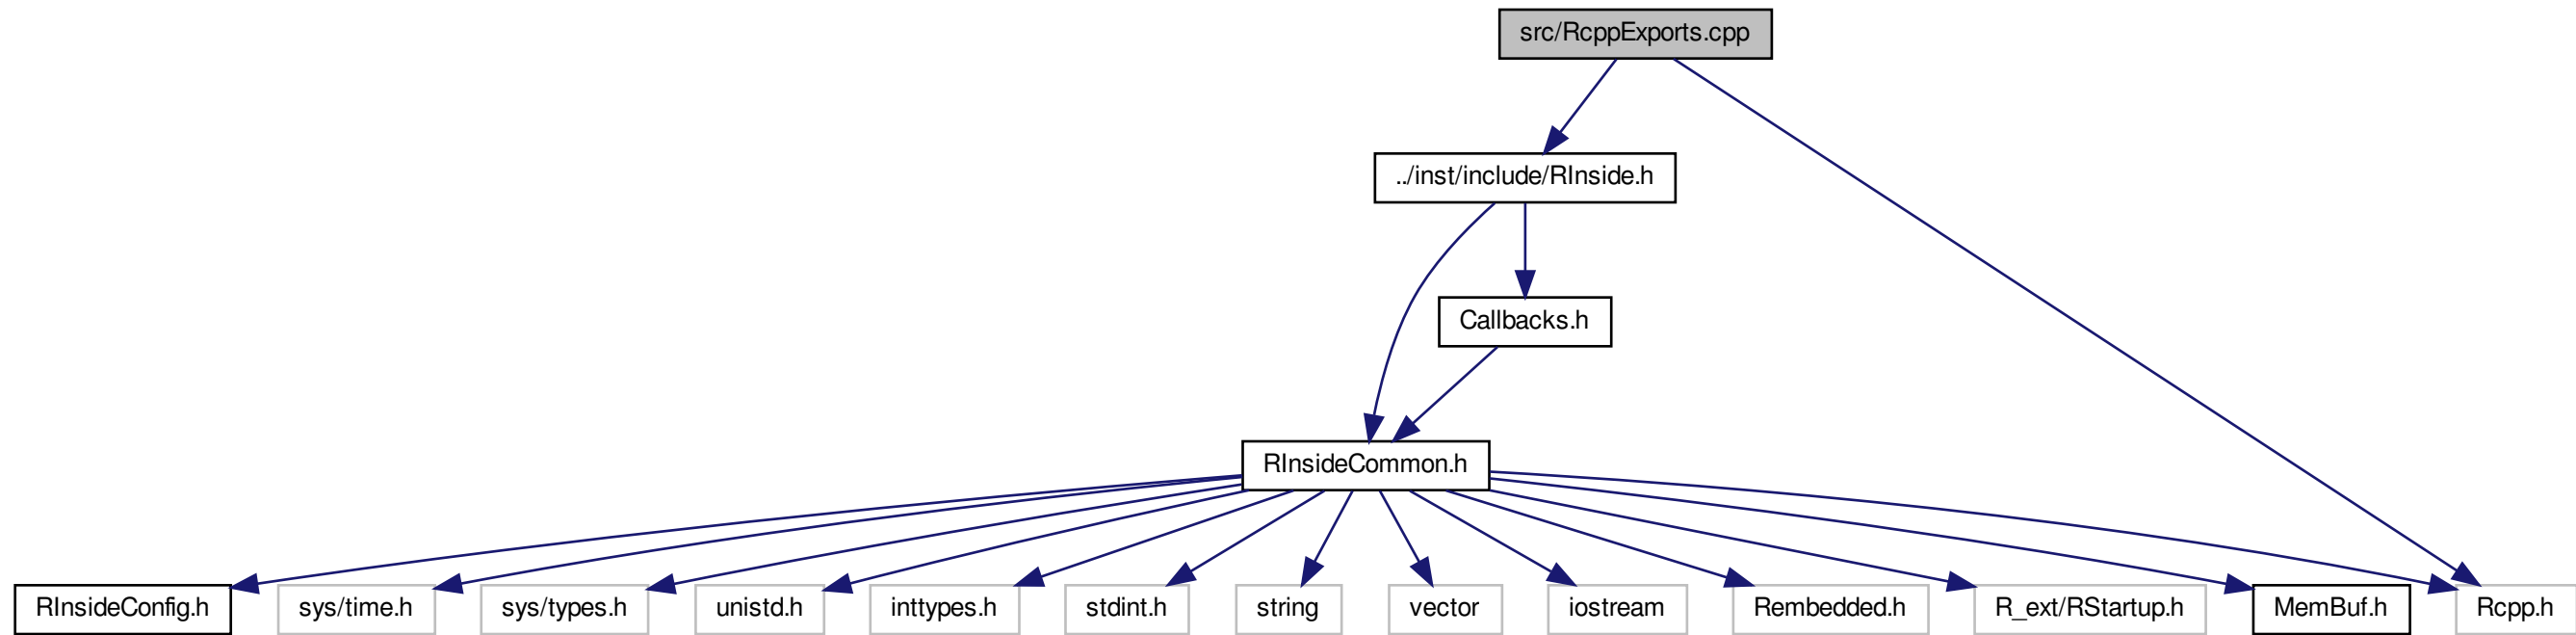 src/RcppExports.cpp
../inst/include/RInside.h
Callbacks.h
RInsideCommon.h
RInsideConfig.h
sys/time.h
sys/types.h
unistd.h
inttypes.h
stdint.h
string
vector
iostream
Rembedded.h
R_ext/RStartup.h
MemBuf.h
Rcpp.h